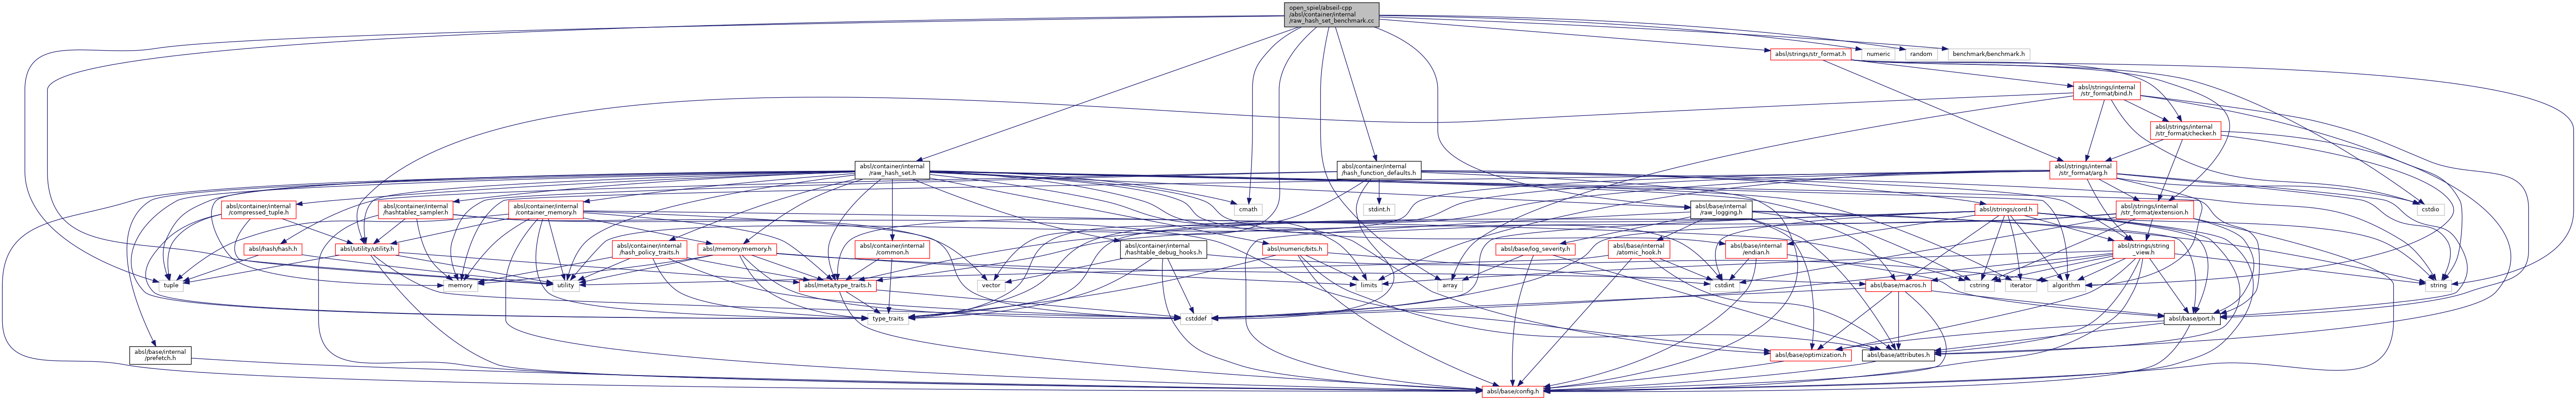 open_spiel/abseil-cpp
/absl/container/internal
/raw_hash_set_benchmark.cc
absl/strings/str_format.h
numeric
random
benchmark/benchmark.h
absl/strings/internal
/str_format/bind.h
absl/strings/internal
/str_format/checker.h
absl/container/internal
/raw_hash_set.h
absl/container/internal
/hash_function_defaults.h
absl/strings/internal
/str_format/arg.h
absl/container/internal
/compressed_tuple.h
absl/container/internal
/hashtablez_sampler.h
absl/container/internal
/container_memory.h
cmath
stdint.h
absl/base/internal
/raw_logging.h
absl/strings/cord.h
absl/strings/internal
/str_format/extension.h
cstdio
absl/hash/hash.h
absl/utility/utility.h
absl/container/internal
/hash_policy_traits.h
absl/memory/memory.h
absl/container/internal
/common.h
absl/container/internal
/hashtable_debug_hooks.h
absl/numeric/bits.h
absl/base/log_severity.h
absl/base/internal
/atomic_hook.h
absl/base/internal
/endian.h
absl/strings/string
_view.h
tuple
memory
utility
absl/meta/type_traits.h
vector
limits
array
cstdint
absl/base/macros.h
cstring
iterator
algorithm
string
type_traits
cstddef
absl/base/port.h
absl/base/internal
/prefetch.h
absl/base/optimization.h
absl/base/attributes.h
absl/base/config.h